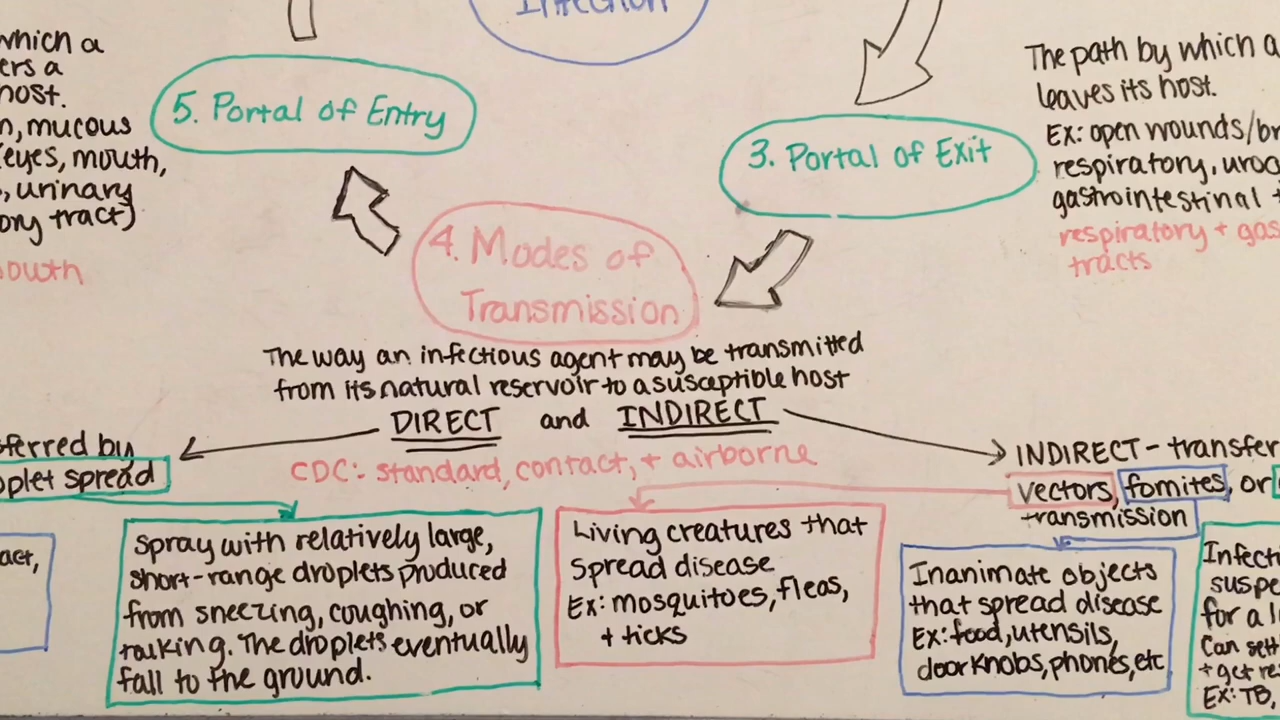 Infection
which a
ers a
host.
n, mucous
(eyes, mouth,
s, urinary
ory tract)
outh
5. Portal of Entry
3. Portal of Exit
The path by which a
leaves its host.
Ex: open wounds/br
respiratory, urog
gastrointestinal +
respiratory + gas
tracts
4. Modes of
Transmission
The way an infectious agent may be transmitted
from its natural reservoir to a susceptible host
DIRECT and INDIRECT
CDC: standard, contact, + airborne
sferred by
oplet spread
act,
Spray with relatively large,
short-range droplets produced
from sneezing, coughing, or
talking. The droplets eventually
fall to the ground.
Living creatures that
spread disease
Ex: mosquitoes, fleas,
+ ticks
INDIRECT - transfer
vectors, fomites, or
transmission
Inanimate objects
that spread disease
Ex: food, utensils,
doorknobs, phones, etc
Infect
suspe
for a l
Can sett
+ get re
Ex: TB,